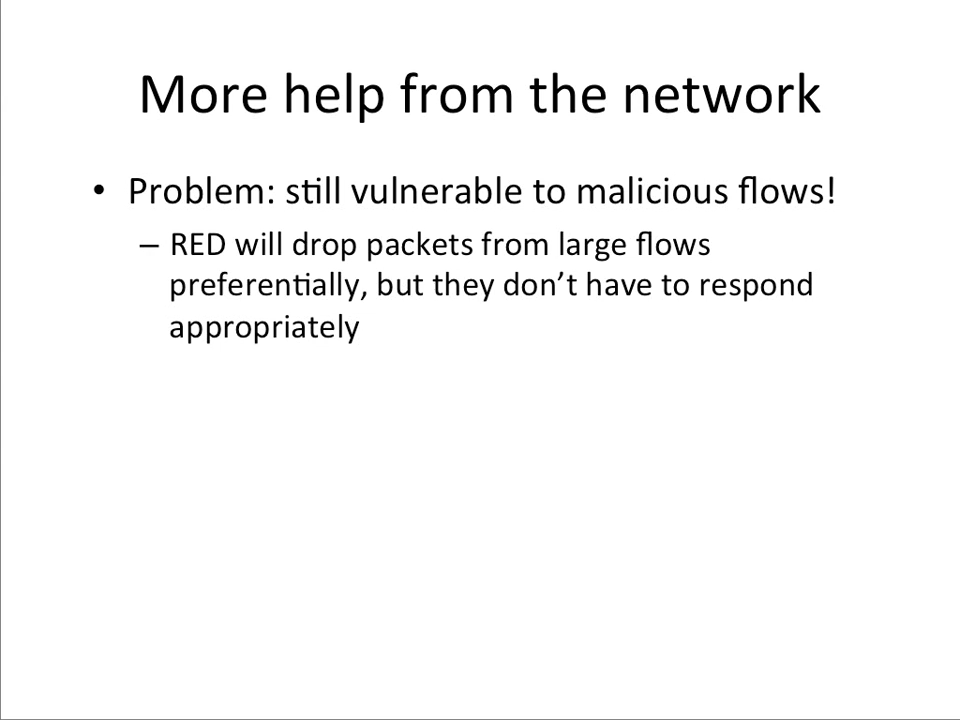 More help from the network
• Problem: still vulnerable to malicious flows!
– RED will drop packets from large flows
preferentially, but they don’t have to respond
appropriately